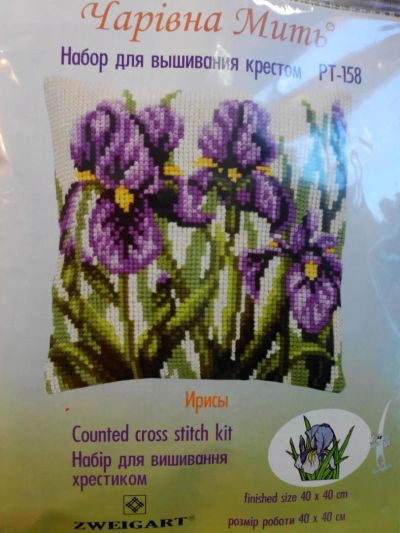 Чарівна Мить®
Набор для вышивания крестом РТ-158
Ирисы
Counted cross stitch kit
Набір для вишивання
хрестиком
ZWEIGART®
finished size 40 x 40 cm
розмір роботи 40 x 40 см